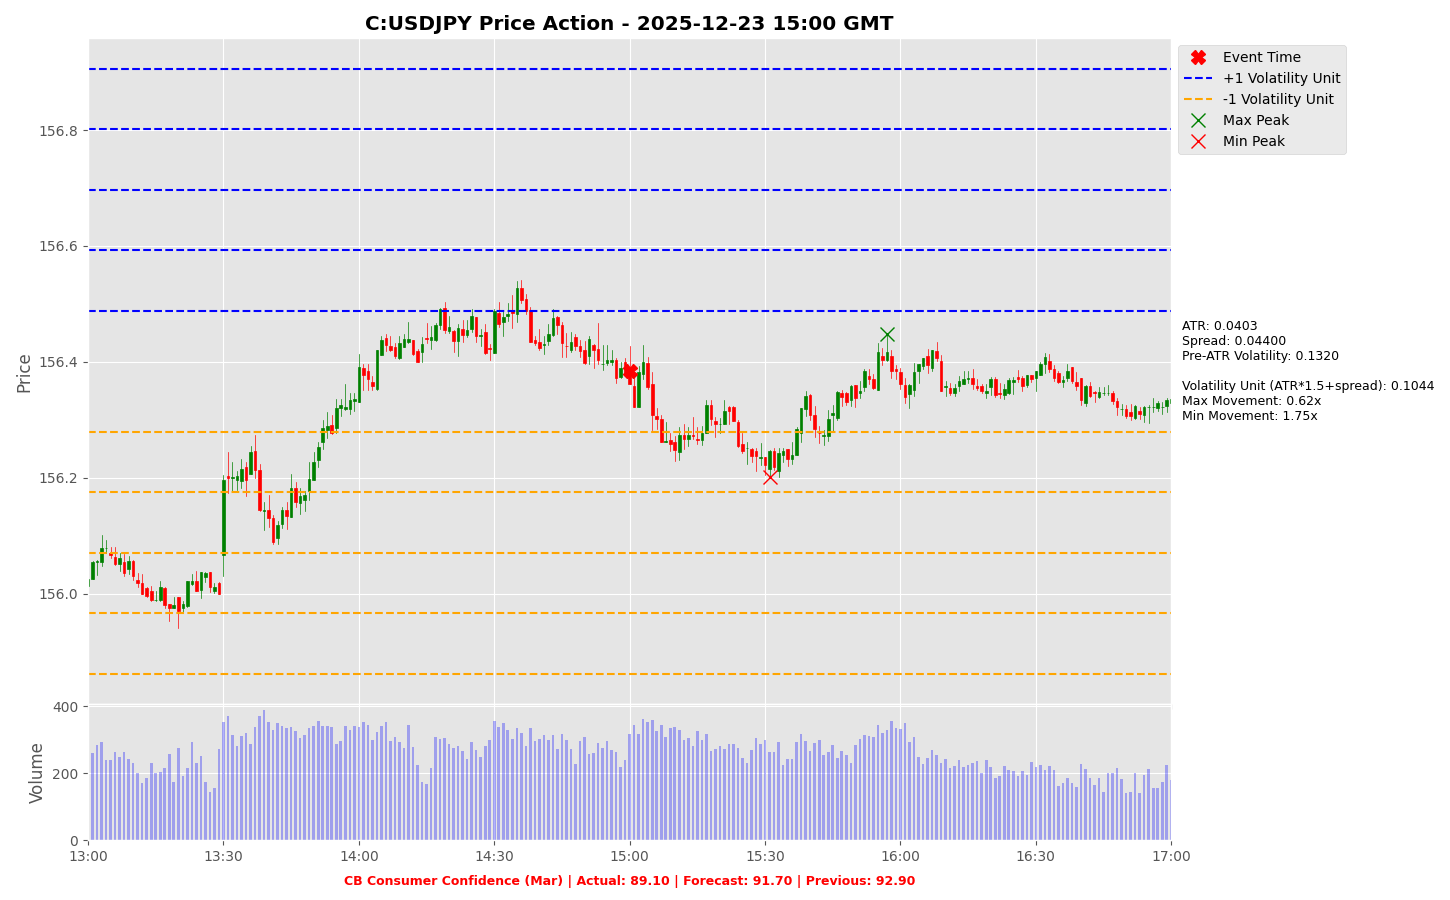 C:USDJPY Price Action - 2025-12-23 15:00 GMT
Event Time
+1 Volatility Unit
-1 Volatility Unit
Max Peak
Min Peak
Price
156.8
156.6
156.4
156.2
156.0
ATR: 0.0403
Spread: 0.04400
Pre-ATR Volatility: 0.1320
Volatility Unit (ATR*1.5+spread): 0.1044
Max Movement: 0.62x
Min Movement: 1.75x
Volume
400
200
0
13:00 13:30 14:00 14:30 15:00 15:30 16:00 16:30 17:00
CB Consumer Confidence (Mar) | Actual: 89.10 | Forecast: 91.70 | Previous: 92.90